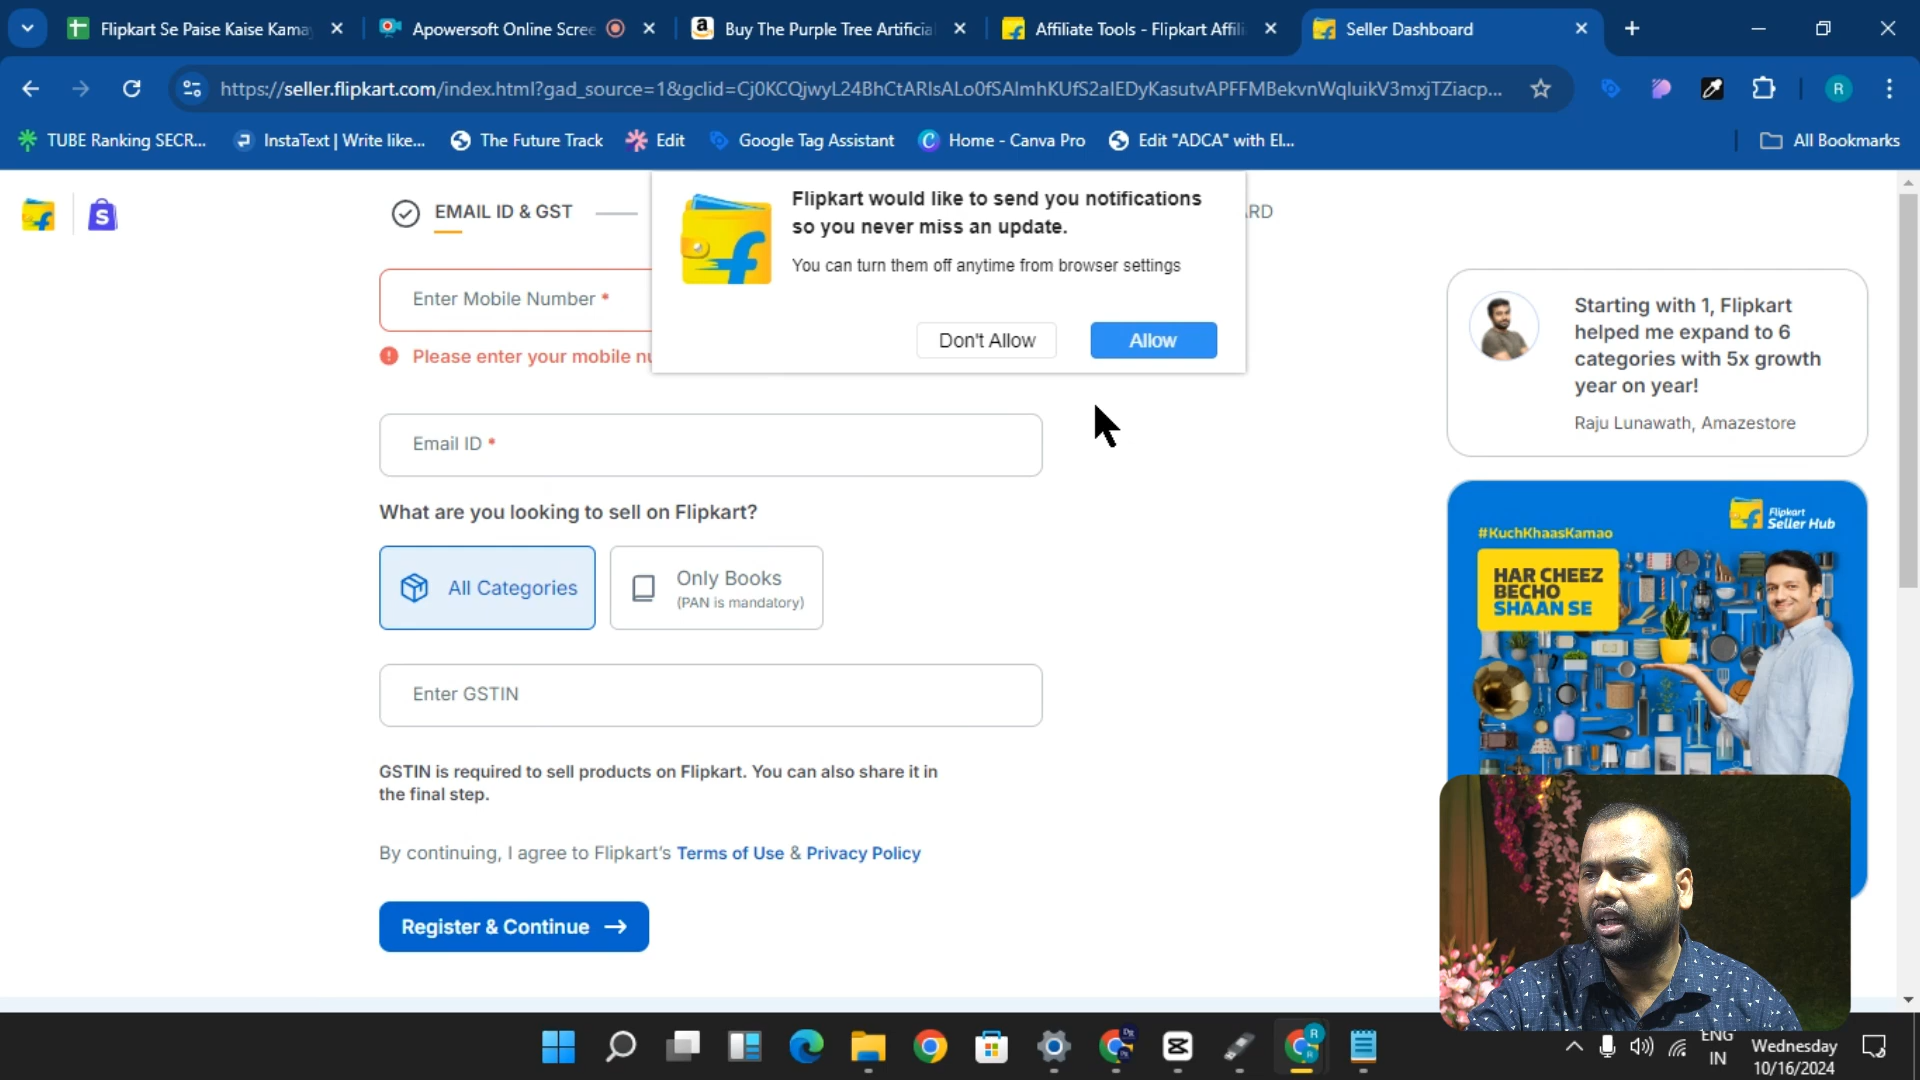 Flipkart Se Paise Kaise Kama
Apowersoft Online Scree
Buy The Purple Tree Artificia
Affiliate Tools - Flipkart Affili
Seller Dashboard
https://seller.flipkart.com/index.html?gad_source=1&gclid=Cj0KCQjwyL24BhCtARIsALo0fSAImhKUfS2aIEDyKasutvAPFFMBekvnWqluikV3mxjTZiacp...
R
TUBE Ranking SECR...
InstaText | Write like...
The Future Track
Edit
Google Tag Assistant
Home - Canva Pro
Edit "ADCA" with El...
All Bookmarks
EMAIL ID & GST
RD
Flipkart would like to send you notifications
so you never miss an update.
You can turn them off anytime from browser settings
Don't Allow
Allow
Enter Mobile Number *
Please enter your mobile nu
Email ID *
What are you looking to sell on Flipkart?
All Categories
Only Books
(PAN is mandatory)
Enter GSTIN
GSTIN is required to sell products on Flipkart. You can also share it in
the final step.
By continuing, I agree to Flipkart's Terms of Use & Privacy Policy
Register & Continue →
Starting with 1, Flipkart
helped me expand to 6
categories with 5x growth
year on year!
Raju Lunawath, Amazestore
Flipkart
Seller Hub
#KuchKhaasKamao
HAR CHEEZ
BECHO
SHAAN SE
ENG
IN
Wednesday
10/16/2024